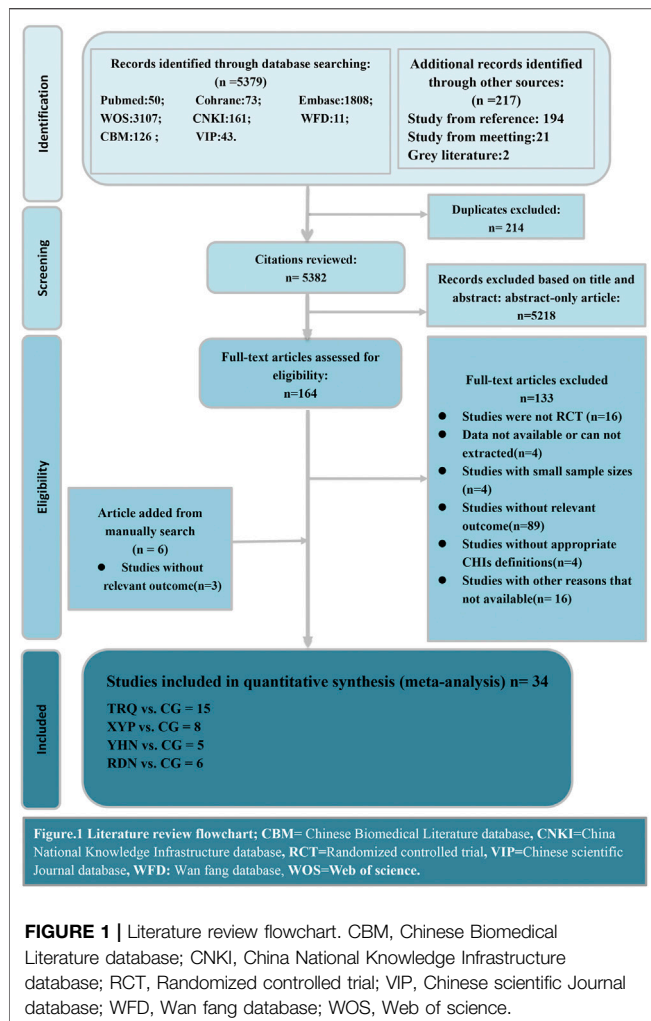 Identification
Records identified through database searching:
(n =5379)
Pubmed:50; Cohrane:73; Embase:1808;
WOS:3107; CNKI:161; WFD:11;
CBM:126 ; VIP:43.
Additional records identified
through other sources:
(n =217)
Study from reference: 194
Study from meetting:21
Grey literature:2
Duplicates excluded:
n= 214
Screening
Citations reviewed:
n= 5382
Records excluded based on title and
abstract: abstract-only article:
n=5218
Eligibility
Full-text articles assessed for
eligibility:
n=164
Full-text articles excluded
n=133
● Studies were not RCT (n=16)
● Data not available or can not
extracted(n=4)
● Studies with small sample sizes
(n=4)
● Studies without relevant
outcome(n=89)
● Studies without appropriate
CHIs definitions(n=4)
● Studies with other reasons that
not available(n= 16)
Article added from
manually search
(n = 6)
● Studies without
relevant outcome(n=3)
Included
Studies included in quantitative synthesis (meta-analysis) n= 34
TRQ vs. CG = 15
XYP vs. CG = 8
YHN vs. CG = 5
RDN vs. CG = 6
Figure.1 Literature review flowchart; CBM= Chinese Biomedical Literature database, CNKI=China
National Knowledge Infrastructure database, RCT=Randomized controlled trial, VIP=Chinese scientific
Journal database, WFD: Wan fang database, WOS=Web of science.
FIGURE 1 | Literature review flowchart. CBM, Chinese Biomedical
Literature database; CNKI, China National Knowledge Infrastructure
database; RCT, Randomized controlled trial; VIP, Chinese scientific Journal
database; WFD, Wan fang database; WOS, Web of science.